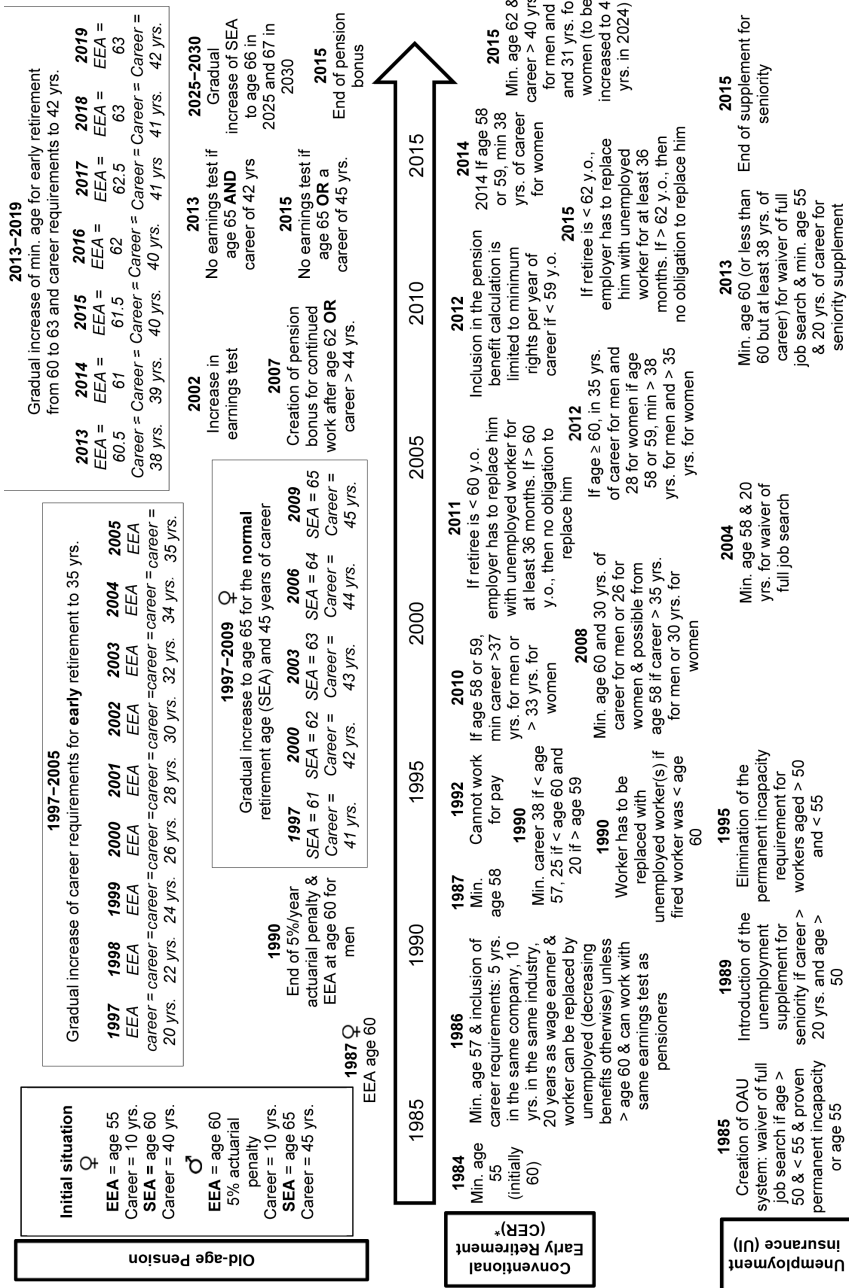 Old-age Pension
Initial situation
♀
EEA = age 55
Career = 10 yrs.
SEA = age 60
Career = 40 yrs.
♂
EEA = age 60
5% actuarial
penalty
Career = 10 yrs.
SEA = age 65
Career = 45 yrs.
1987 ♀
EEA age 60
1990
End of 5%/year
actuarial penalty &
EEA at age 60 for
men
1997–2005
Gradual increase of career requirements for early retirement to 35 yrs.
1997 1998 1999 2000 2001 2002 2003 2004 2005
EEA EEA EEA EEA EEA EEA EEA EEA EEA
career = career = career = career = career = career = career = career = career =
20 yrs. 22 yrs. 24 yrs. 26 yrs. 28 yrs. 30 yrs. 32 yrs. 34 yrs. 35 yrs.
1997–2009 ♀
Gradual increase to age 65 for the normal
retirement age (SEA) and 45 years of career
1997 2000 2003 2006 2009
SEA = 61 SEA = 62 SEA = 63 SEA = 64 SEA = 65
Career = Career = Career = Career = Career =
41 yrs. 42 yrs. 43 yrs. 44 yrs. 45 yrs.
2013–2019
Gradual increase of min. age for early retirement
from 60 to 63 and career requirements to 42 yrs.
2013 2014 2015 2016 2017 2018 2019
EEA = EEA = EEA = EEA = EEA = EEA = EEA =
60.5 61 61.5 62 62.5 63 63
Career = Career = Career = Career = Career = Career = Career =
38 yrs. 39 yrs. 40 yrs. 40 yrs. 41 yrs 41 yrs. 42 yrs.
2002
Increase in
earnings test
2007
Creation of pension
bonus for continued
work after age 62 OR
career > 44 yrs.
2013
No earnings test if
age 65 AND
career of 42 yrs
2015
No earnings test if
age 65 OR a
career of 45 yrs.
2025–2030
Gradual
increase of SEA
to age 66 in
2025 and 67 in
2030
2015
End of pension
bonus
1985 1990 1995 2000 2005 2010 2015
Conventional
Early Retirement
(CER)*
1984
Min. age
55
(initially
60)
1986
Min. age 57 & inclusion of
career requirements: 5 yrs.
in the same company, 10
yrs. in the same industry,
20 years as wage earner &
worker can be replaced by
unemployed (decreasing
benefits otherwise) unless
> age 60 & can work with
same earnings test as
pensioners
1987
Min.
age 58
1992
Cannot work
for pay
1990
Min. career 38 if < age
57, 25 if < age 60 and
20 if > age 59
1990
Worker has to be
replaced with
unemployed worker(s) if
fired worker was < age
60
2010
If age 58 or 59,
min career >37
yrs. for men or
> 33 yrs. for
women
2008
Min. age 60 and 30 yrs. of
career for men or 26 for
women & possible from
age 58 if career > 35 yrs.
for men or 30 yrs. for
women
2011
If retiree is < 60 y.o.
employer has to replace him
with unemployed worker for
at least 36 months. If > 60
y.o., then no obligation to
replace him
2012
If age ≥ 60, in 35 yrs.
of career for men and
28 for women if age
58 or 59, min > 38
yrs. for men and > 35
yrs. for women
2012
Inclusion in the pension
benefit calculation is
limited to minimum
rights per year of
career if < 59 y.o.
2014
2014 If age 58
or 59, min 38
yrs. of career
for women
2015
If retiree is < 62 y.o.,
employer has to replace
him with unemployed
worker for at least 36
months. If > 62 y.o., then
no obligation to replace him
2015
Min. age 62 &
career > 40 yrs.
for men and
and 31 yrs. for
women (to be
increased to 4
yrs. in 2024)
Unemployment
insurance (UI)
1985
Creation of OAU
system: waiver of full
job search if age >
50 & < 55 & proven
permanent incapacity
or age 55
1989
Introduction of the
unemployment
supplement for
seniority if career >
20 yrs. and age >
50
1995
Elimination of the
permanent incapacity
requirement for
workers aged > 50
and < 55
2004
Min. age 58 & 20
yrs. for waiver of
full job search
2013
Min. age 60 (or less than
60 but at least 38 yrs. of
career) for waiver of full
job search & min. age 55
& 20 yrs. of career for
seniority supplement
2015
End of supplement for
seniority